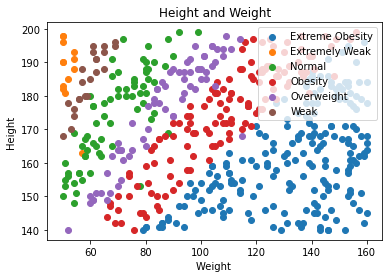 Height and Weight
Extreme Obesity
Extremely Weak
Normal
Obesity
Overweight
Weak
Height
200
190
180
170
160
150
140
60
80
100
120
140
160
Weight